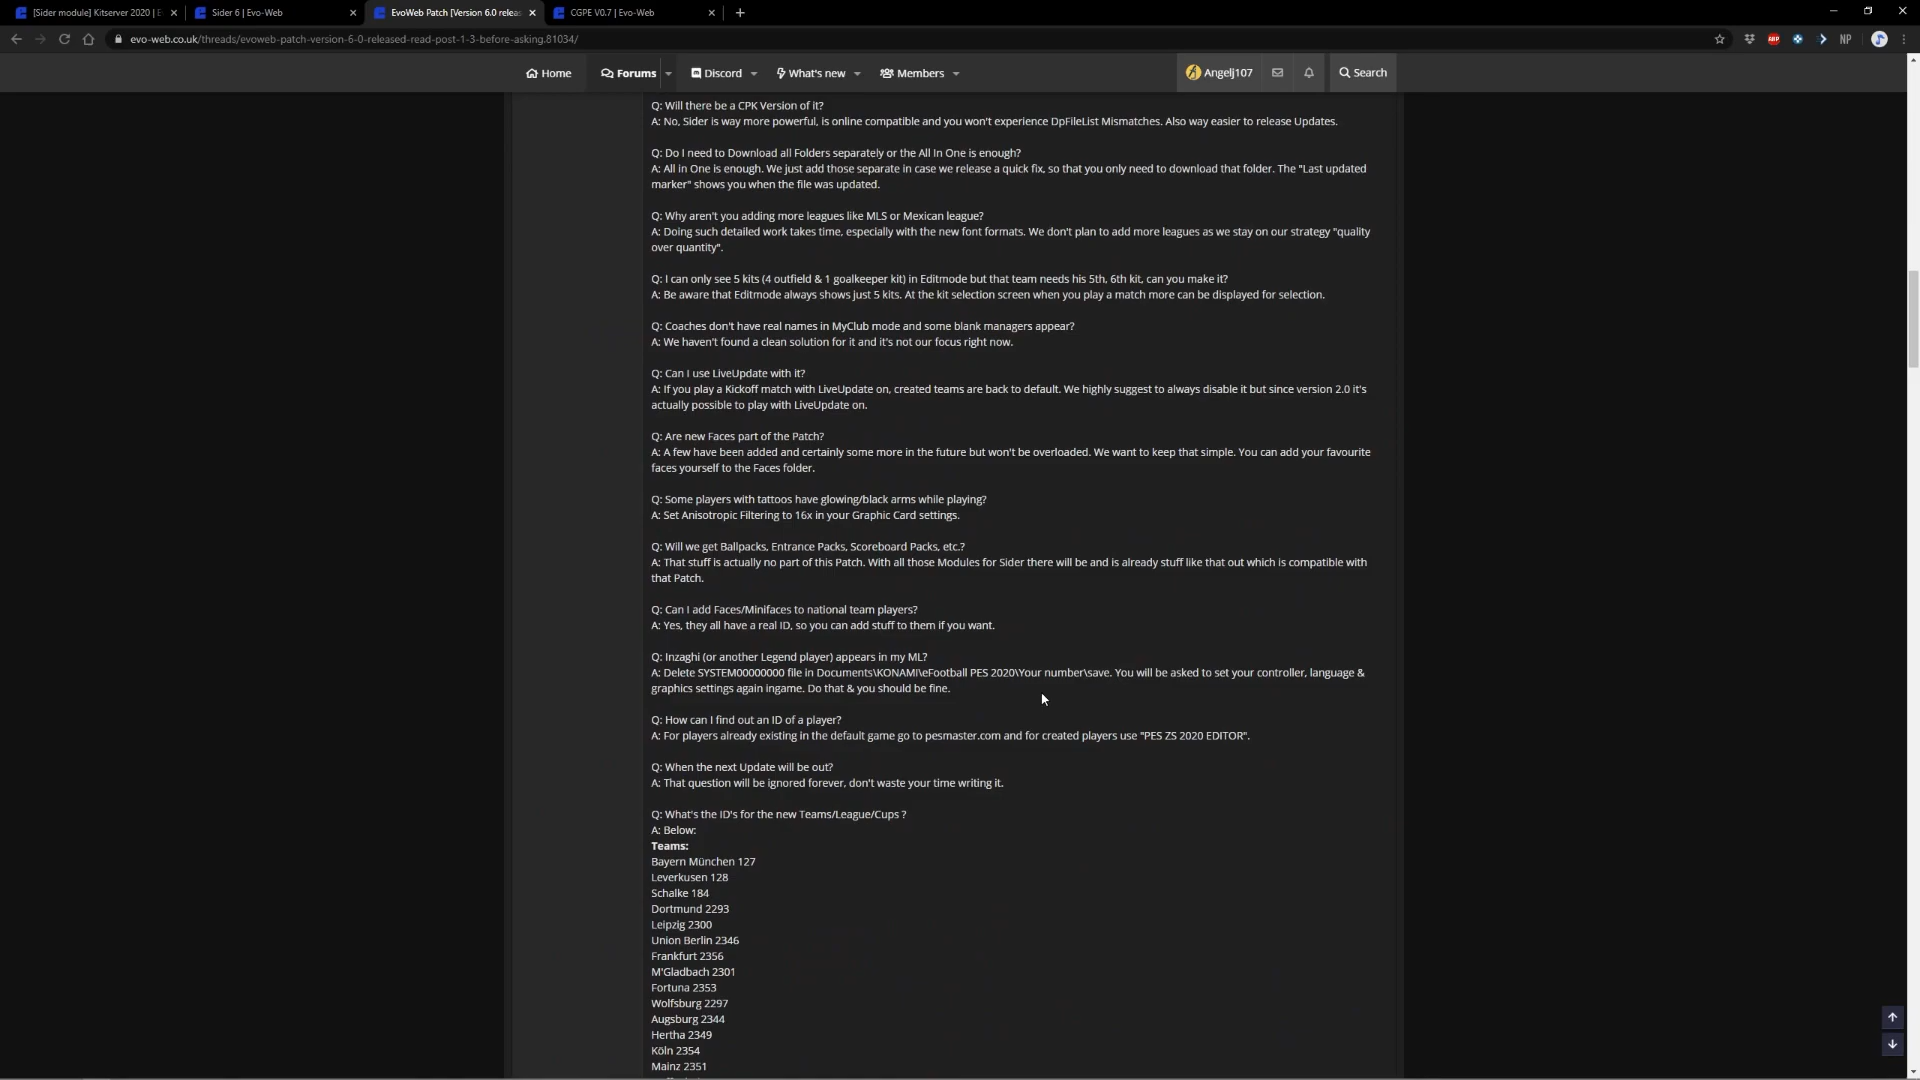 [Sider module] Kitserver 2020 | E
Sider 6 | Evo-Web
EvoWeb Patch [Version 6.0 releas
CGPE V0.7 | Evo-Web
evo-web.co.uk/threads/evoweb-patch-version-6-0-released-read-post-1-3-before-asking.81034/
ABP
NP
Home
Forums
Discord
What's new
Members
Angelj107
Search
Q: Will there be a CPK Version of it?
A: No, Sider is way more powerful, is online compatible and you won't experience DpFileList Mismatches. Also way easier to release Updates.
Q: Do I need to Download all Folders separately or the All In One is enough?
A: All in One is enough. We just add those separate in case we release a quick fix, so that you only need to download that folder. The "Last updated
marker" shows you when the file was updated.
Q: Why aren't you adding more leagues like MLS or Mexican league?
A: Doing such detailed work takes time, especially with the new font formats. We don't plan to add more leagues as we stay on our strategy "quality
over quantity".
Q: I can only see 5 kits (4 outfield & 1 goalkeeper kit) in Editmode but that team needs his 5th, 6th kit, can you make it?
A: Be aware that Editmode always shows just 5 kits. At the kit selection screen when you play a match more can be displayed for selection.
Q: Coaches don't have real names in MyClub mode and some blank managers appear?
A: We haven't found a clean solution for it and it's not our focus right now.
Q: Can I use LiveUpdate with it?
A: If you play a Kickoff match with LiveUpdate on, created teams are back to default. We highly suggest to always disable it but since version 2.0 it's
actually possible to play with LiveUpdate on.
Q: Are new Faces part of the Patch?
A: A few have been added and certainly some more in the future but won't be overloaded. We want to keep that simple. You can add your favourite
faces yourself to the Faces folder.
Q: Some players with tattoos have glowing/black arms while playing?
A: Set Anisotropic Filtering to 16x in your Graphic Card settings.
Q: Will we get Ballpacks, Entrance Packs, Scoreboard Packs, etc.?
A: That stuff is actually no part of this Patch. With all those Modules for Sider there will be and is already stuff like that out which is compatible with
that Patch.
Q: Can I add Faces/Minifaces to national team players?
A: Yes, they all have a real ID, so you can add stuff to them if you want.
Q: Inzaghi (or another Legend player) appears in my ML?
A: Delete SYSTEM00000000 file in Documents\KONAMI\eFootball PES 2020\Your number\save. You will be asked to set your controller, language &
graphics settings again ingame. Do that & you should be fine.
Q: How can I find out an ID of a player?
A: For players already existing in the default game go to pesmaster.com and for created players use "PES ZS 2020 EDITOR".
Q: When the next Update will be out?
A: That question will be ignored forever, don't waste your time writing it.
Q: What's the ID's for the new Teams/League/Cups ?
A: Below:
Teams:
Bayern München 127
Leverkusen 128
Schalke 184
Dortmund 2293
Leipzig 2300
Union Berlin 2346
Frankfurt 2356
M'Gladbach 2301
Fortuna 2353
Wolfsburg 2297
Augsburg 2344
Hertha 2349
Köln 2354
Mainz 2351